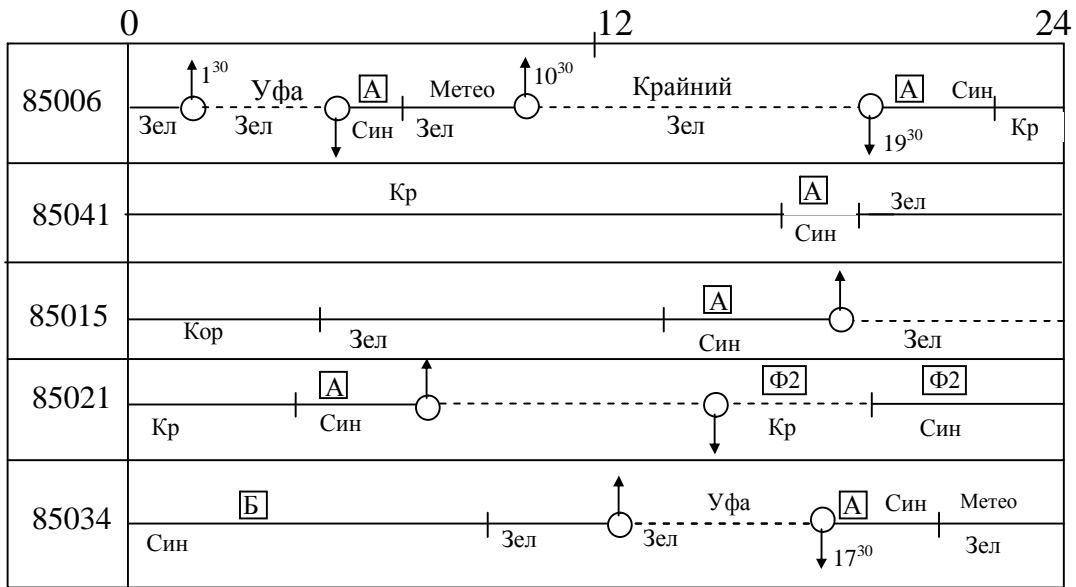 0 12 24
1³⁰ 10³⁰
Уфа А Метео Крайний А Син
85006
Зел Зел Син Зел Зел 19³⁰ Кр
Кр А Зел
85041
Син
А
85015
Кор Зел Син Зел
А Ф2 Ф2
85021
Кр Син Кр Син
Б Уфа А Син Метео
85034
Син Зел Зел 17³⁰ Зел